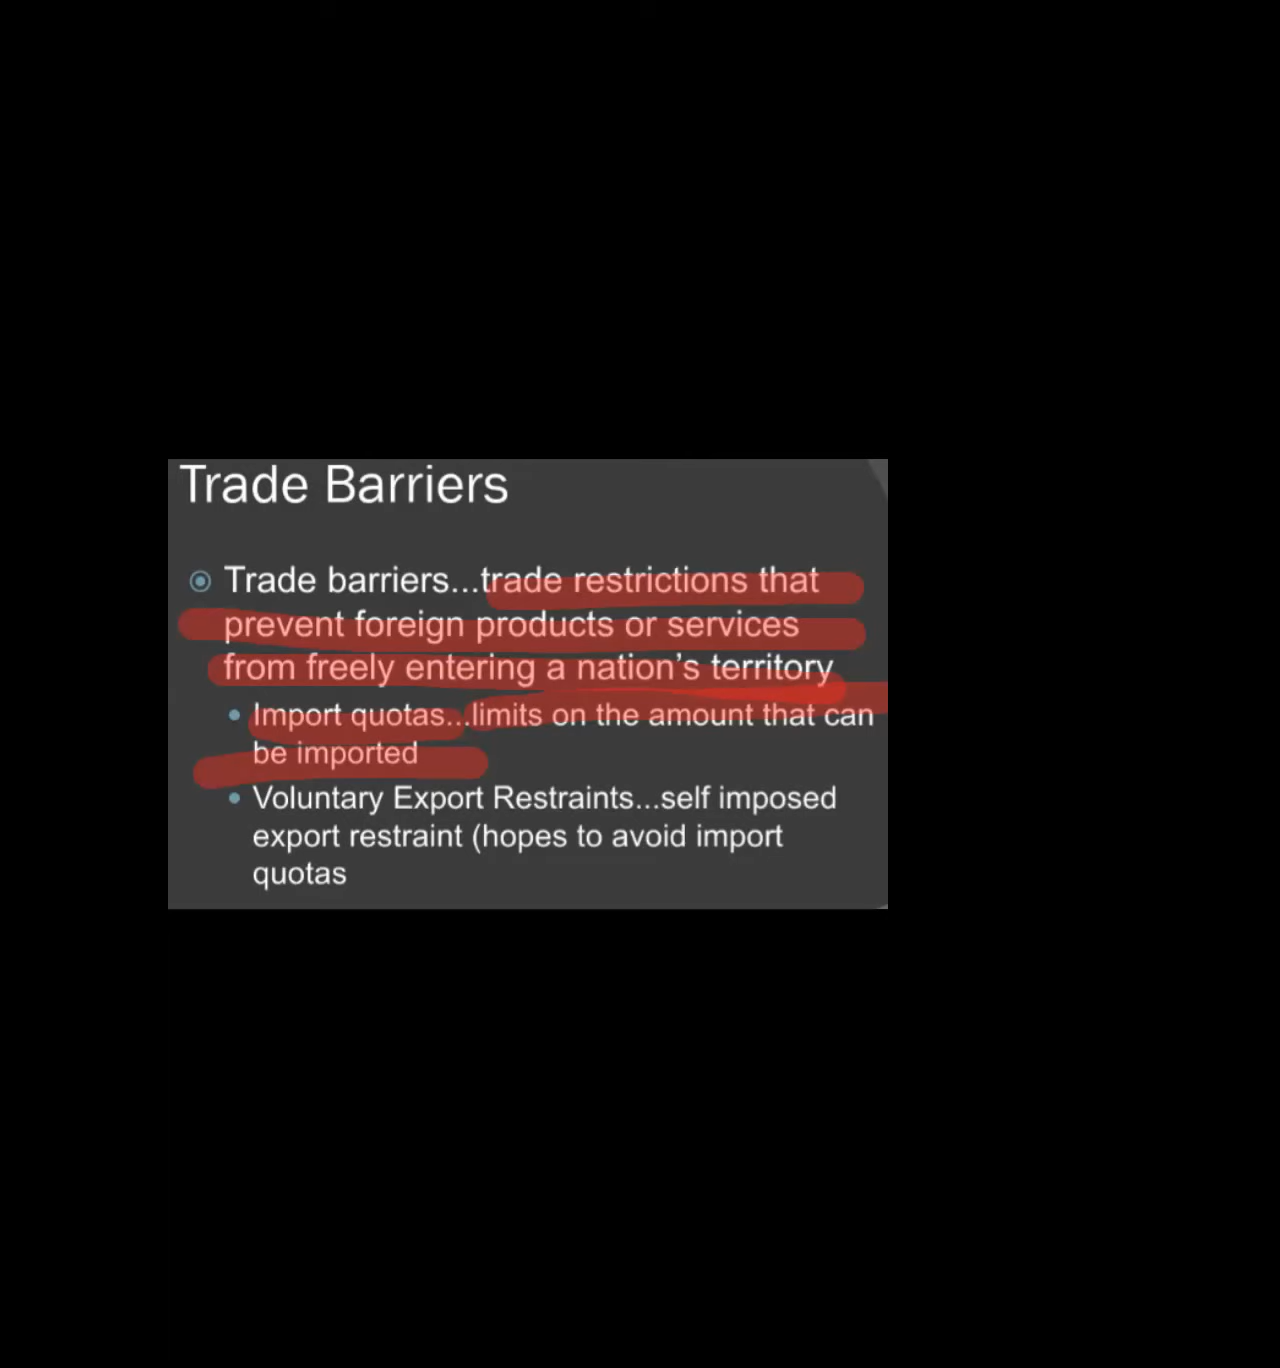 Trade Barriers
Trade barriers...trade restrictions that
prevent foreign products or services
from freely entering a nation's territory
Import quotas...limits on the amount that can
be imported
Voluntary Export Restraints...self imposed
export restraint (hopes to avoid import
quotas